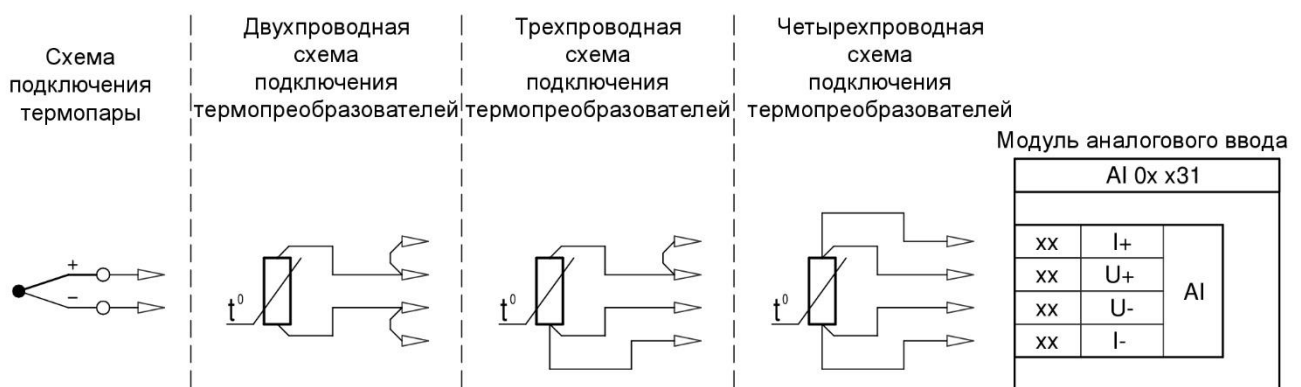 Схема
подключения
термопары
Двухпроводная
схема
подключения
термопреобразователей
Трехпроводная
схема
подключения
термопреобразователей
Четырехпроводная
схема
подключения
термопреобразователей
Модуль аналогового ввода
AI 0x x31
+
−
t⁰
t⁰
t⁰
xx I+
xx U+
xx U-
xx I-
AI